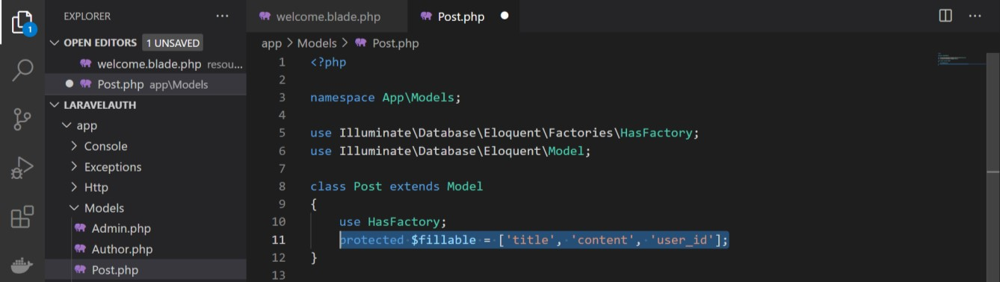 1
EXPLORER
...
OPEN EDITORS 1 UNSAVED
welcome.blade.php resou...
Post.php app\Models
LARAVELAUTH
app
Console
Exceptions
Http
Models
Admin.php
Author.php
Post.php
welcome.blade.php
Post.php
...
app > Models > Post.php
1 <?php
2
3 namespace App\Models;
4
5 use Illuminate\Database\Eloquent\Factories\HasFactory;
6 use Illuminate\Database\Eloquent\Model;
7
8 class Post extends Model
9 {
10 use HasFactory;
11 protected $fillable = ['title', 'content', 'user_id'];
12 }
13